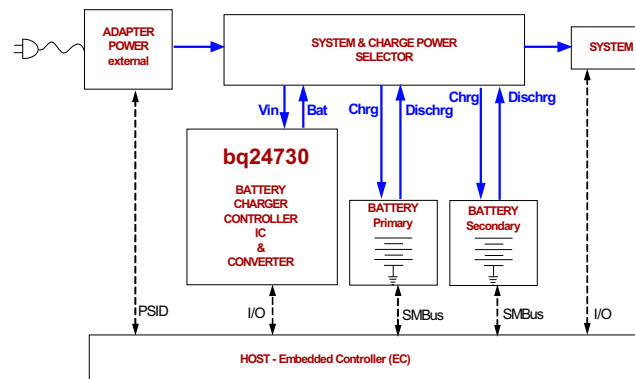 ADAPTER
POWER
external
SYSTEM & CHARGE POWER
SELECTOR
SYSTEM
Vin
Bat
Chrg
Dischrg
Chrg
Dischrg
bq24730
BATTERY
CHARGER
CONTROLLER
IC
&
CONVERTER
BATTERY
Primary
BATTERY
Secondary
PSID
I/O
SMBus
SMBus
I/O
HOST - Embedded Controller (EC)